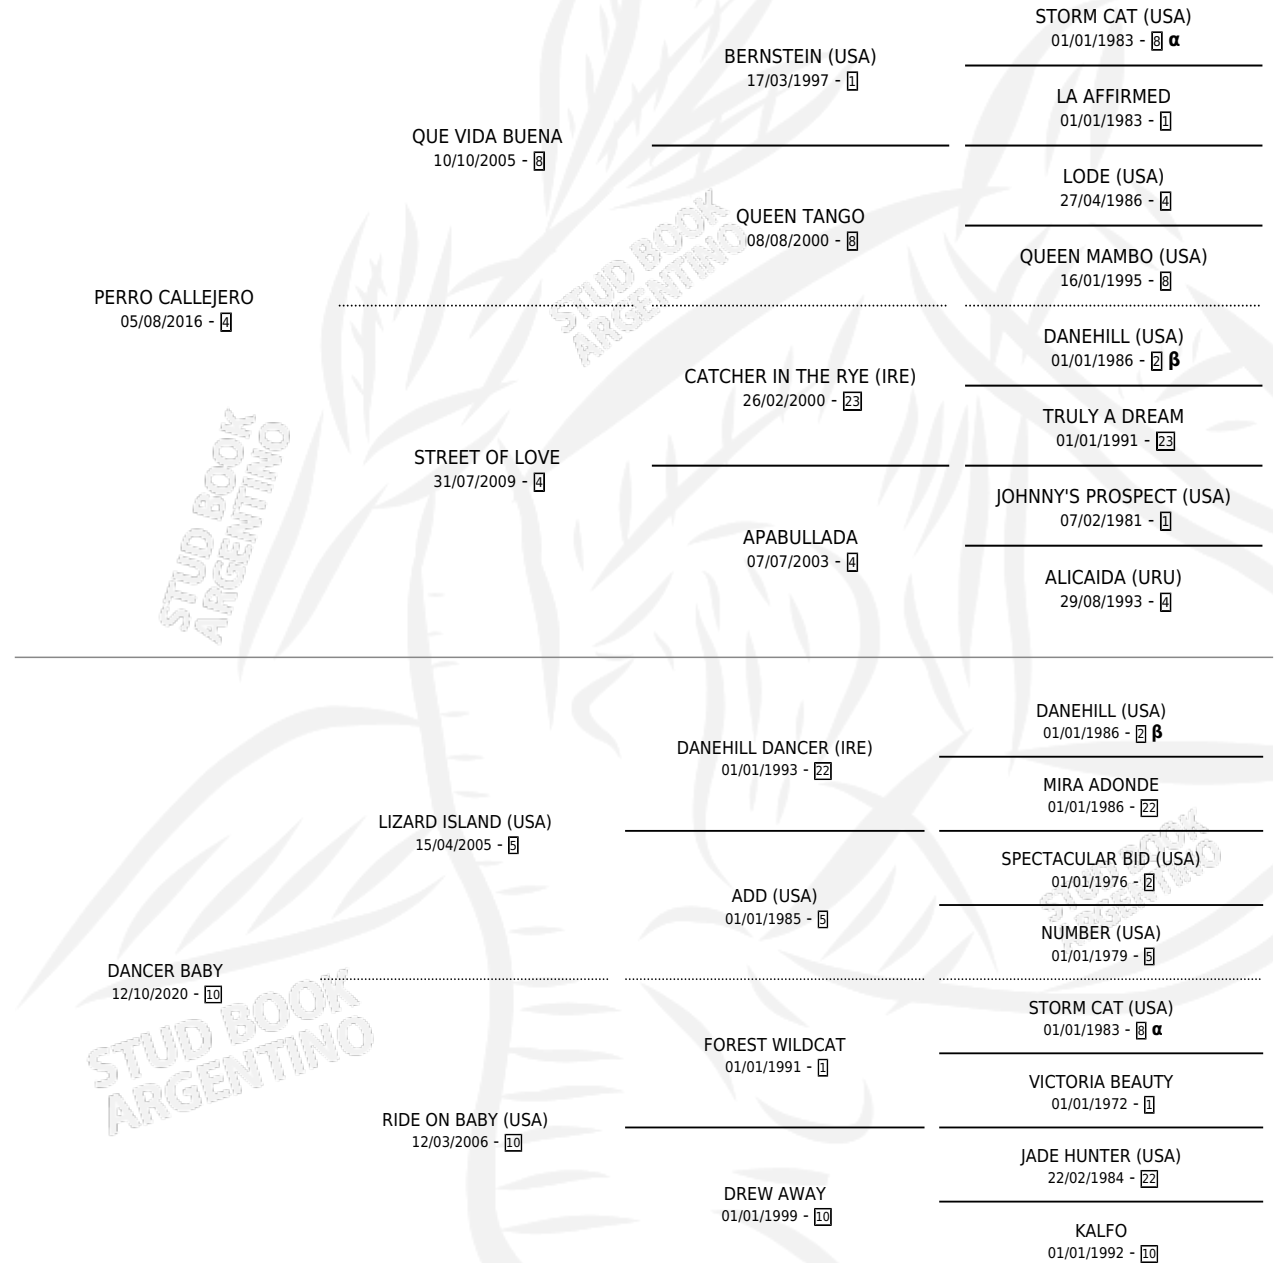 STORM CAT (USA)
01/01/1983 - 8 α
BERNSTEIN (USA)
17/03/1997 - 1
LA AFFIRMED
01/01/1983 - 1
QUE VIDA BUENA
10/10/2005 - 8
LODE (USA)
27/04/1986 - 4
QUEEN TANGO
08/08/2000 - 8
QUEEN MAMBO (USA)
16/01/1995 - 8
PERRO CALLEJERO
05/08/2016 - 4
DANEHILL (USA)
01/01/1986 - 2 β
CATCHER IN THE RYE (IRE)
26/02/2000 - 23
TRULY A DREAM
01/01/1991 - 23
STREET OF LOVE
31/07/2009 - 4
JOHNNY'S PROSPECT (USA)
07/02/1981 - 1
APABULLADA
07/07/2003 - 4
ALICAIDA (URU)
29/08/1993 - 4
STUD BOOK
ARGENTINO
STUD BOOK
ARGENTINO
DANEHILL (USA)
01/01/1986 - 2 β
DANEHILL DANCER (IRE)
01/01/1993 - 22
MIRA ADONDE
01/01/1986 - 22
LIZARD ISLAND (USA)
15/04/2005 - 5
SPECTACULAR BID (USA)
01/01/1976 - 2
ADD (USA)
01/01/1985 - 5
NUMBER (USA)
01/01/1979 - 5
STUD BOOK
ARGENTINO
DANCER BABY
12/10/2020 - 10
STORM CAT (USA)
01/01/1983 - 8 α
FOREST WILDCAT
01/01/1991 - 1
VICTORIA BEAUTY
01/01/1972 - 1
RIDE ON BABY (USA)
12/03/2006 - 10
JADE HUNTER (USA)
22/02/1984 - 22
DREW AWAY
01/01/1999 - 10
KALFO
01/01/1992 - 10
STUD BOOK
ARGENTINO